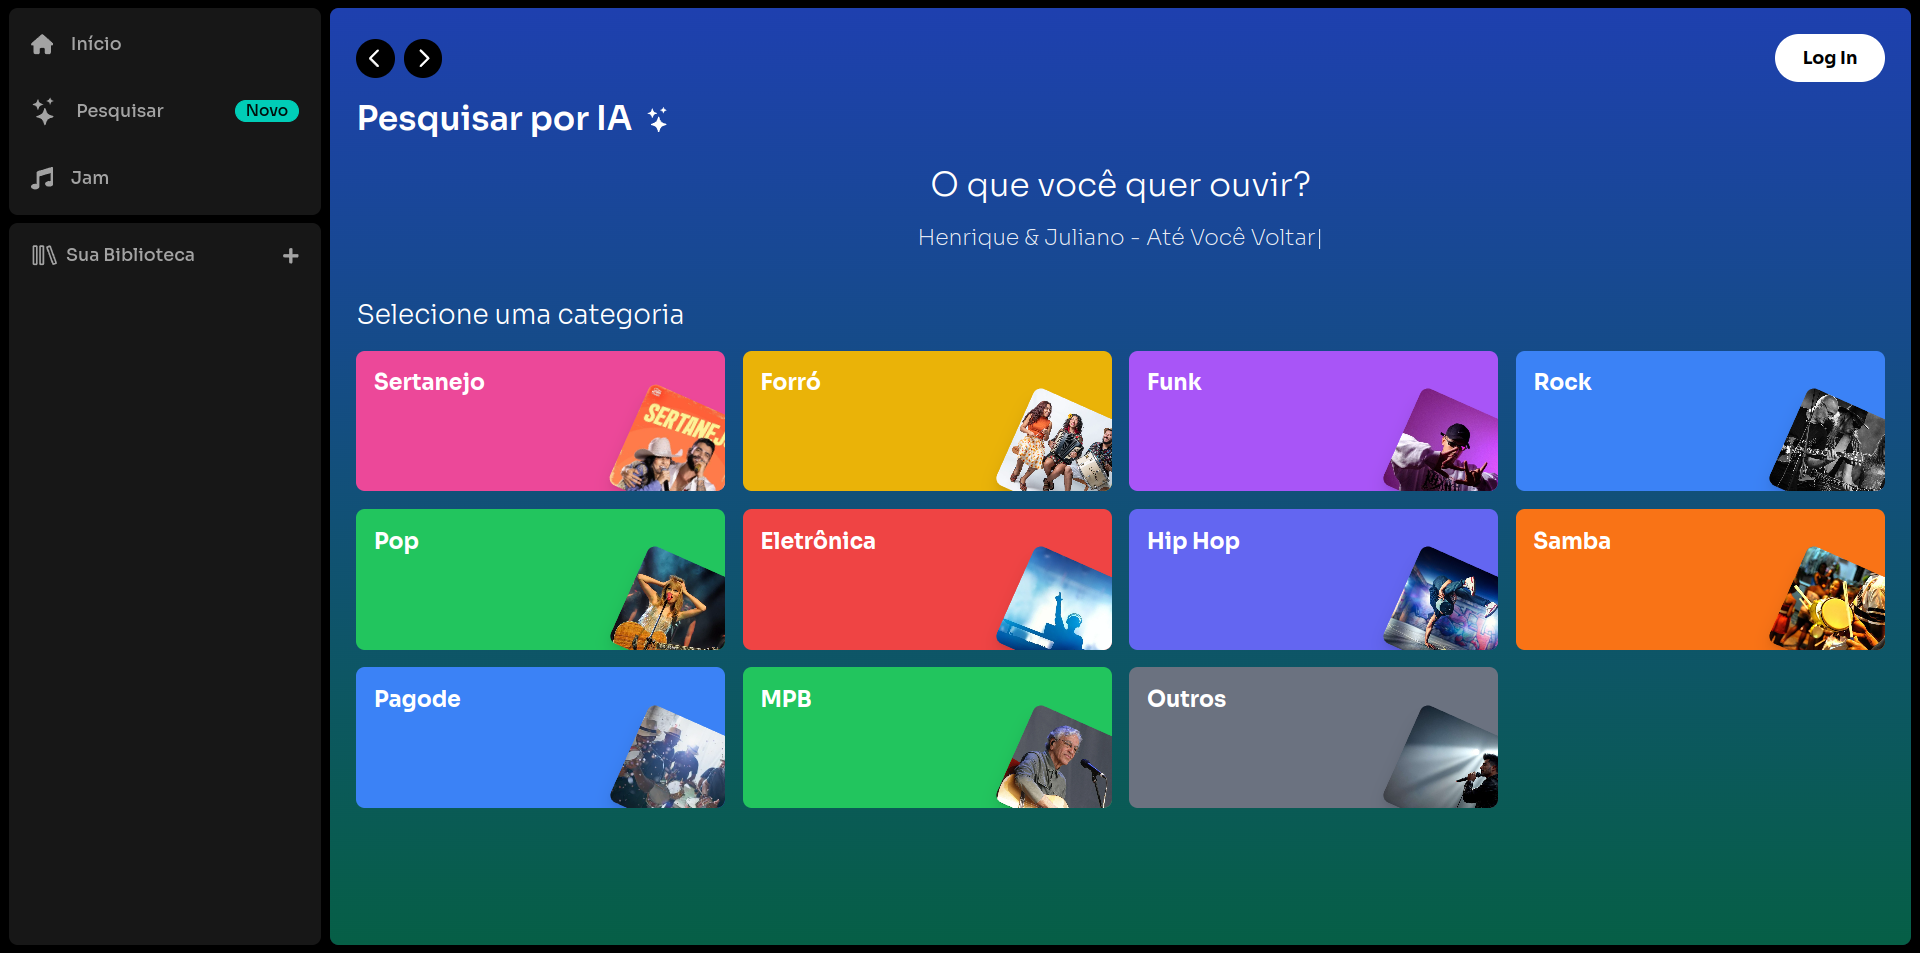 Início
Pesquisar
Novo
Jam
Sua Biblioteca
Log In
Pesquisar por IA
O que você quer ouvir?
Henrique & Juliano - Até Você Voltar|
Selecione uma categoria
Sertanejo
SERTANEJ
Forró
Funk
Rock
Pop
Eletrônica
Hip Hop
Samba
Pagode
MPB
Outros